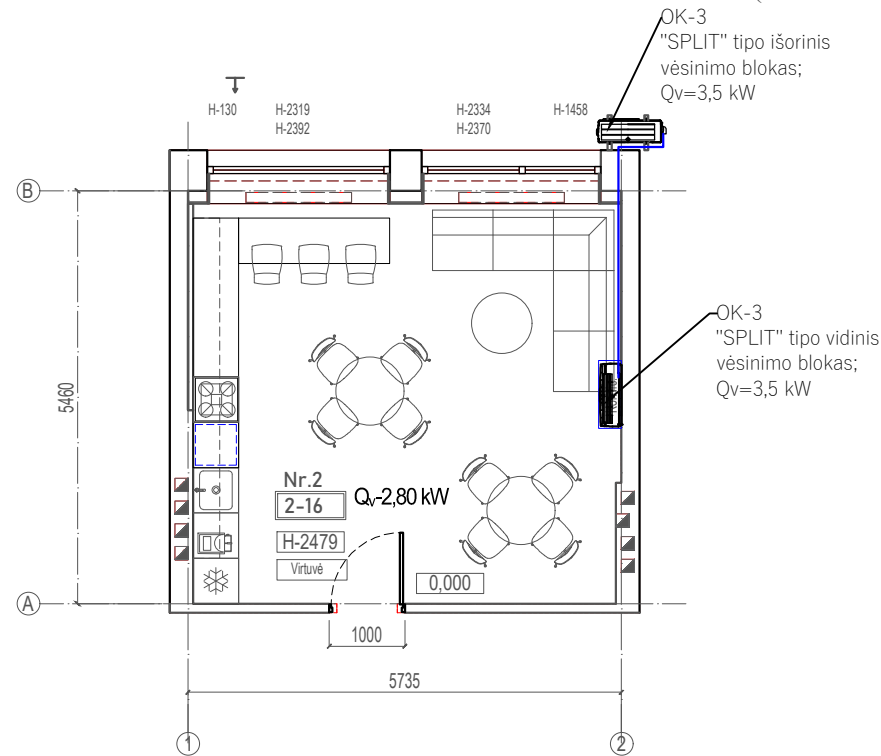 OK-3
"SPLIT" tipo išorinis
vėsinimo blokas;
Qv=3,5 kW
H-130
H-2319
H-2392
H-2334
H-2370
H-1458
B
OK-3
"SPLIT" tipo vidinis
vėsinimo blokas;
Qv=3,5 kW
5460
Nr.2
2-16
Qv-2,80 kW
H-2479
Virtuvė
0,000
A
1000
5735
1
2